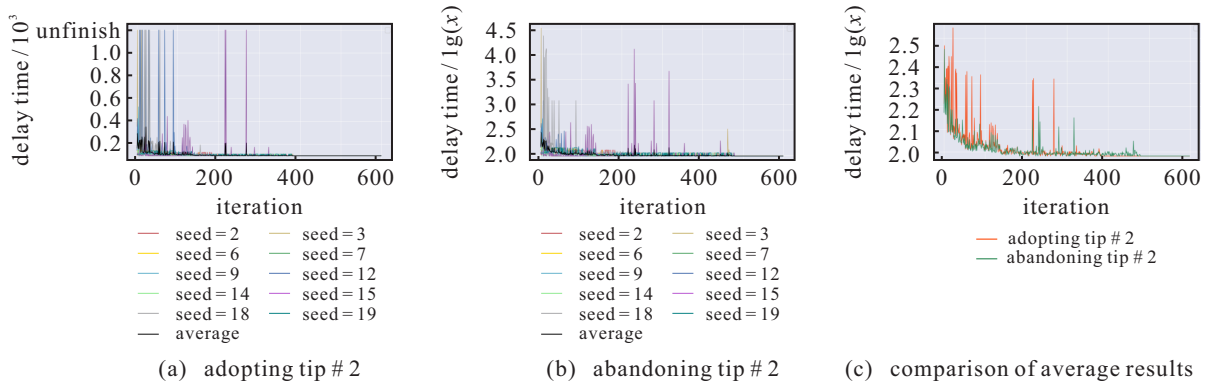 delay time / 10³
unfinish
1.0
0.8
0.6
0.4
0.2
0 200 400 600
iteration
seed = 2 seed = 3
seed = 6 seed = 7
seed = 9 seed = 12
seed = 14 seed = 15
seed = 18 seed = 19
average
(a) adopting tip # 2
delay time / lg(x)
4.5
4.0
3.5
3.0
2.5
2.0
0 200 400 600
iteration
seed = 2 seed = 3
seed = 6 seed = 7
seed = 9 seed = 12
seed = 14 seed = 15
seed = 18 seed = 19
average
(b) abandoning tip # 2
delay time / lg(x)
2.5
2.4
2.3
2.2
2.1
2.0
0 200 400 600
iteration
adopting tip # 2
abandoning tip # 2
(c) comparison of average results